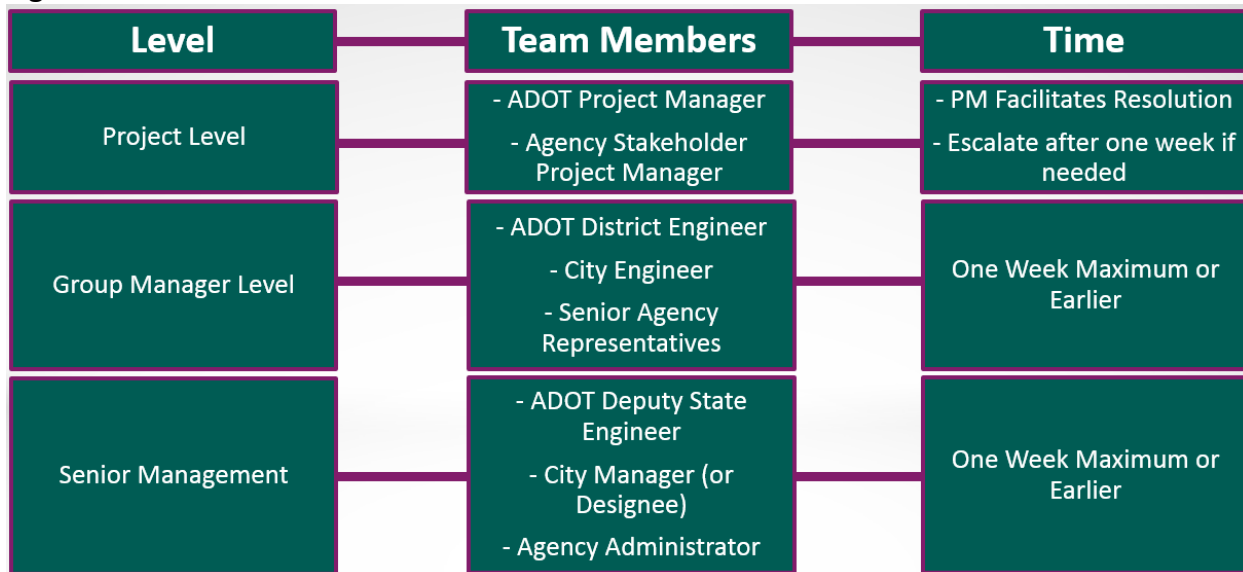 Level
Team Members
Time
Project Level
- ADOT Project Manager
- Agency Stakeholder
Project Manager
- PM Facilitates Resolution
- Escalate after one week if
needed
Group Manager Level
- ADOT District Engineer
- City Engineer
- Senior Agency
Representatives
One Week Maximum or
Earlier
Senior Management
- ADOT Deputy State
Engineer
- City Manager (or
Designee)
- Agency Administrator
One Week Maximum or
Earlier